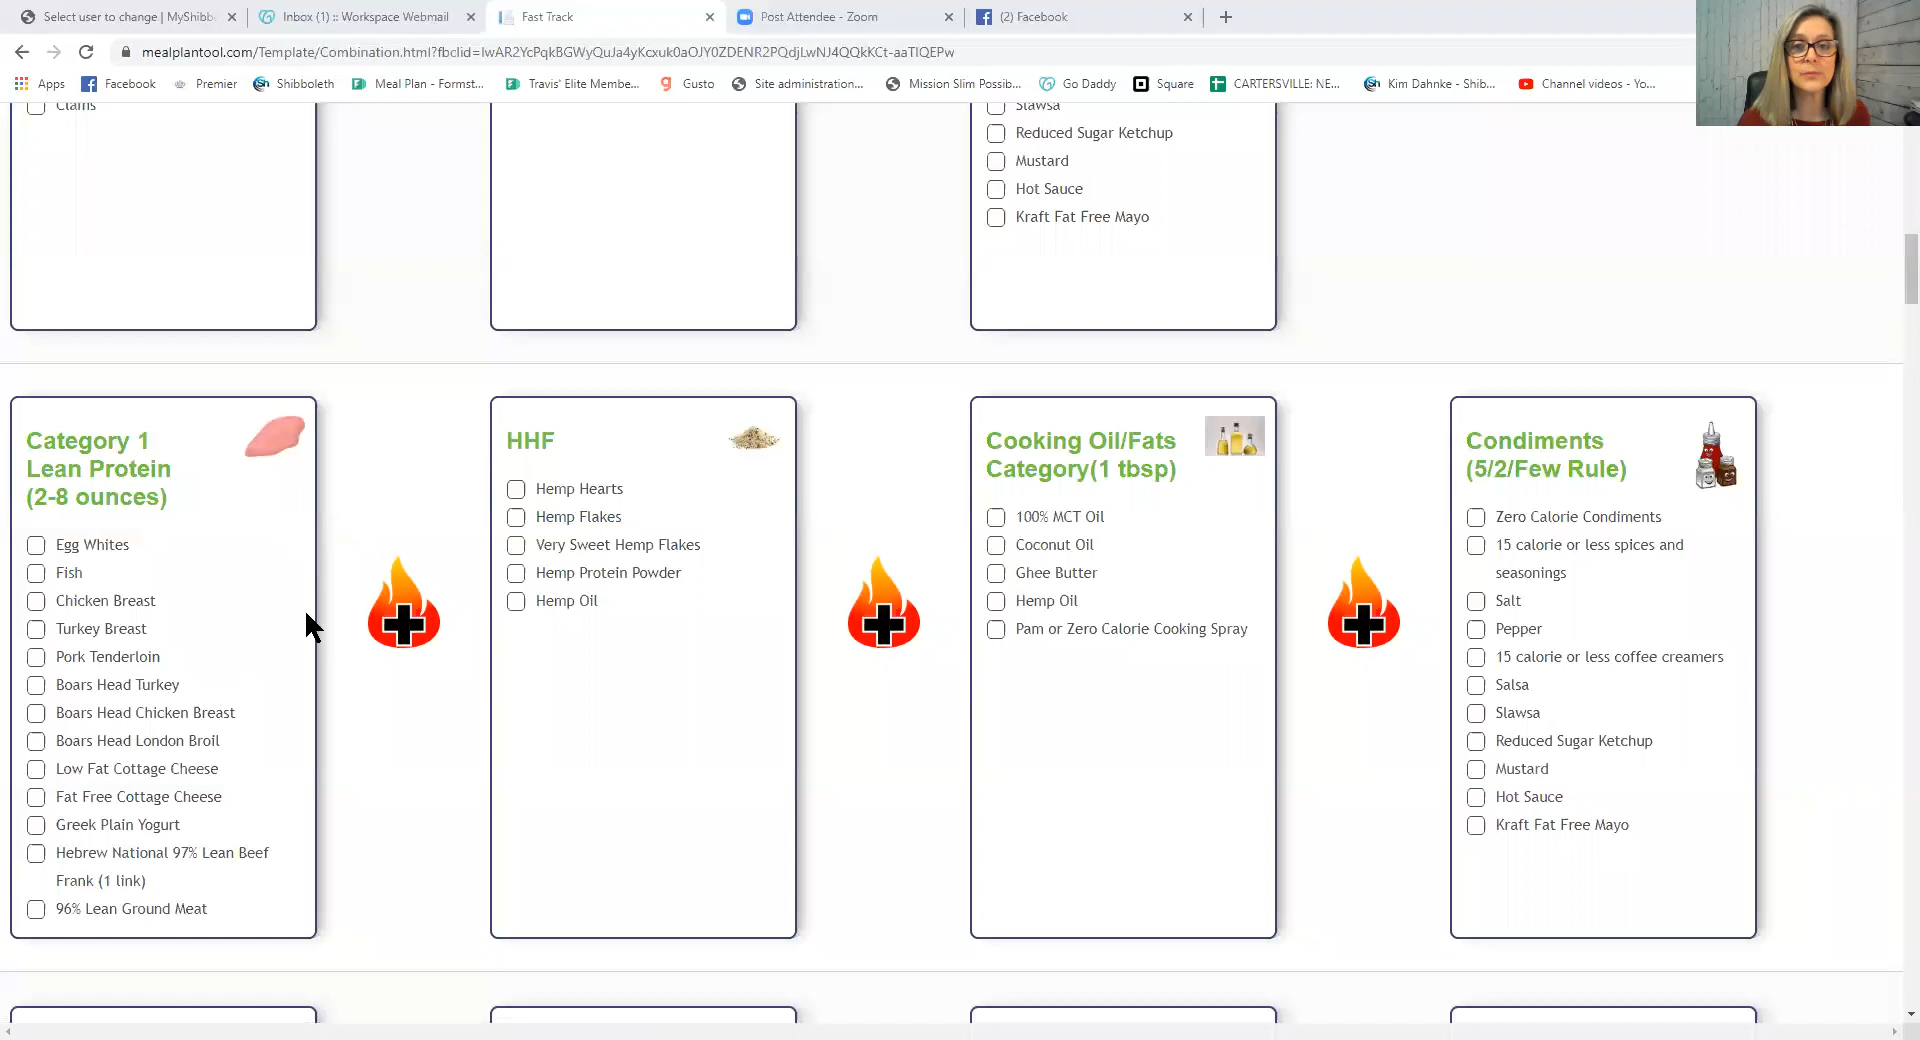 Select user to change | MyShibb
Inbox (1) :: Workspace Webmail
Fast Track
Post Attendee - Zoom
(2) Facebook
mealplantool.com/Template/Combination.html?fbclid=IwAR2YcPqkBGWyQuJa4yKcxuk0aOJY0ZDENR2PQdjLwNJ4QQkKCt-aaTIQEPw
Apps
Facebook
Premier
Shibboleth
Meal Plan - Formst...
Travis' Elite Membe...
Gusto
Site administration...
Mission Slim Possib...
Go Daddy
Square
CARTERSVILLE: NE...
Kim Dahnke - Shib...
Channel videos - Yo...
Clams
Slawsa
Reduced Sugar Ketchup
Mustard
Hot Sauce
Kraft Fat Free Mayo
Category 1
Lean Protein
(2-8 ounces)
Egg Whites
Fish
Chicken Breast
Turkey Breast
Pork Tenderloin
Boars Head Turkey
Boars Head Chicken Breast
Boars Head London Broil
Low Fat Cottage Cheese
Fat Free Cottage Cheese
Greek Plain Yogurt
Hebrew National 97% Lean Beef
Frank (1 link)
96% Lean Ground Meat
HHF
Hemp Hearts
Hemp Flakes
Very Sweet Hemp Flakes
Hemp Protein Powder
Hemp Oil
Cooking Oil/Fats
Category(1 tbsp)
100% MCT Oil
Coconut Oil
Ghee Butter
Hemp Oil
Pam or Zero Calorie Cooking Spray
Condiments
(5/2/Few Rule)
Zero Calorie Condiments
15 calorie or less spices and
seasonings
Salt
Pepper
15 calorie or less coffee creamers
Salsa
Slawsa
Reduced Sugar Ketchup
Mustard
Hot Sauce
Kraft Fat Free Mayo